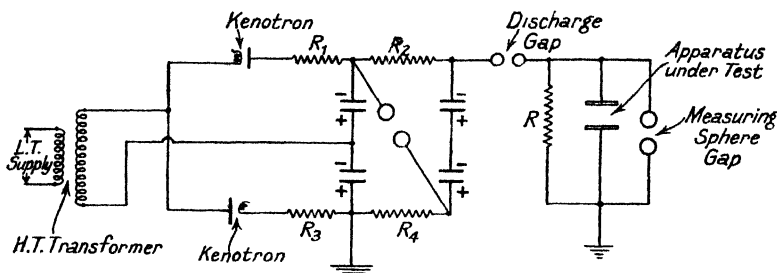 Kenotron
R1
R2
Discharge
Gap
Apparatus
under Test
- -
+ +
R
Measuring
Sphere
Gap
L.T.
Supply
- -
+ +
H.T. Transformer
Kenotron
R3
R4